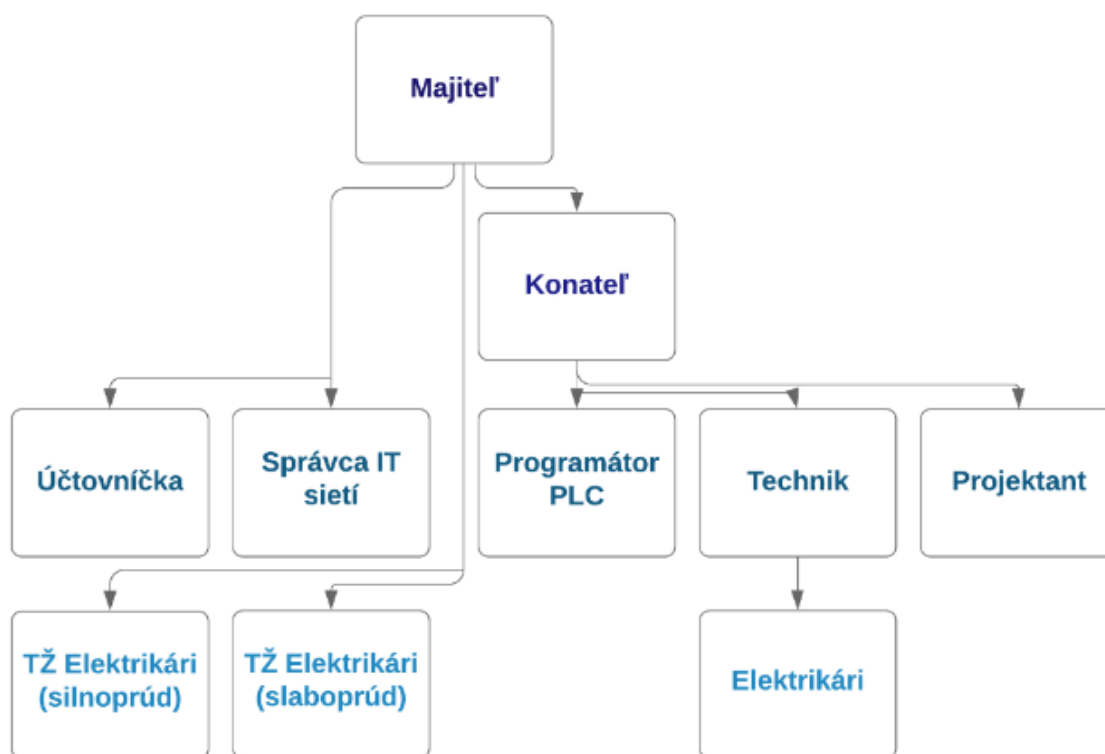 Majiteľ
Konateľ
Účtovníčka
Správca IT
sietí
Programátor
PLC
Technik
Projektant
TŽ Elektrikári
(silnoprúd)
TŽ Elektrikári
(slaboprúd)
Elektrikári